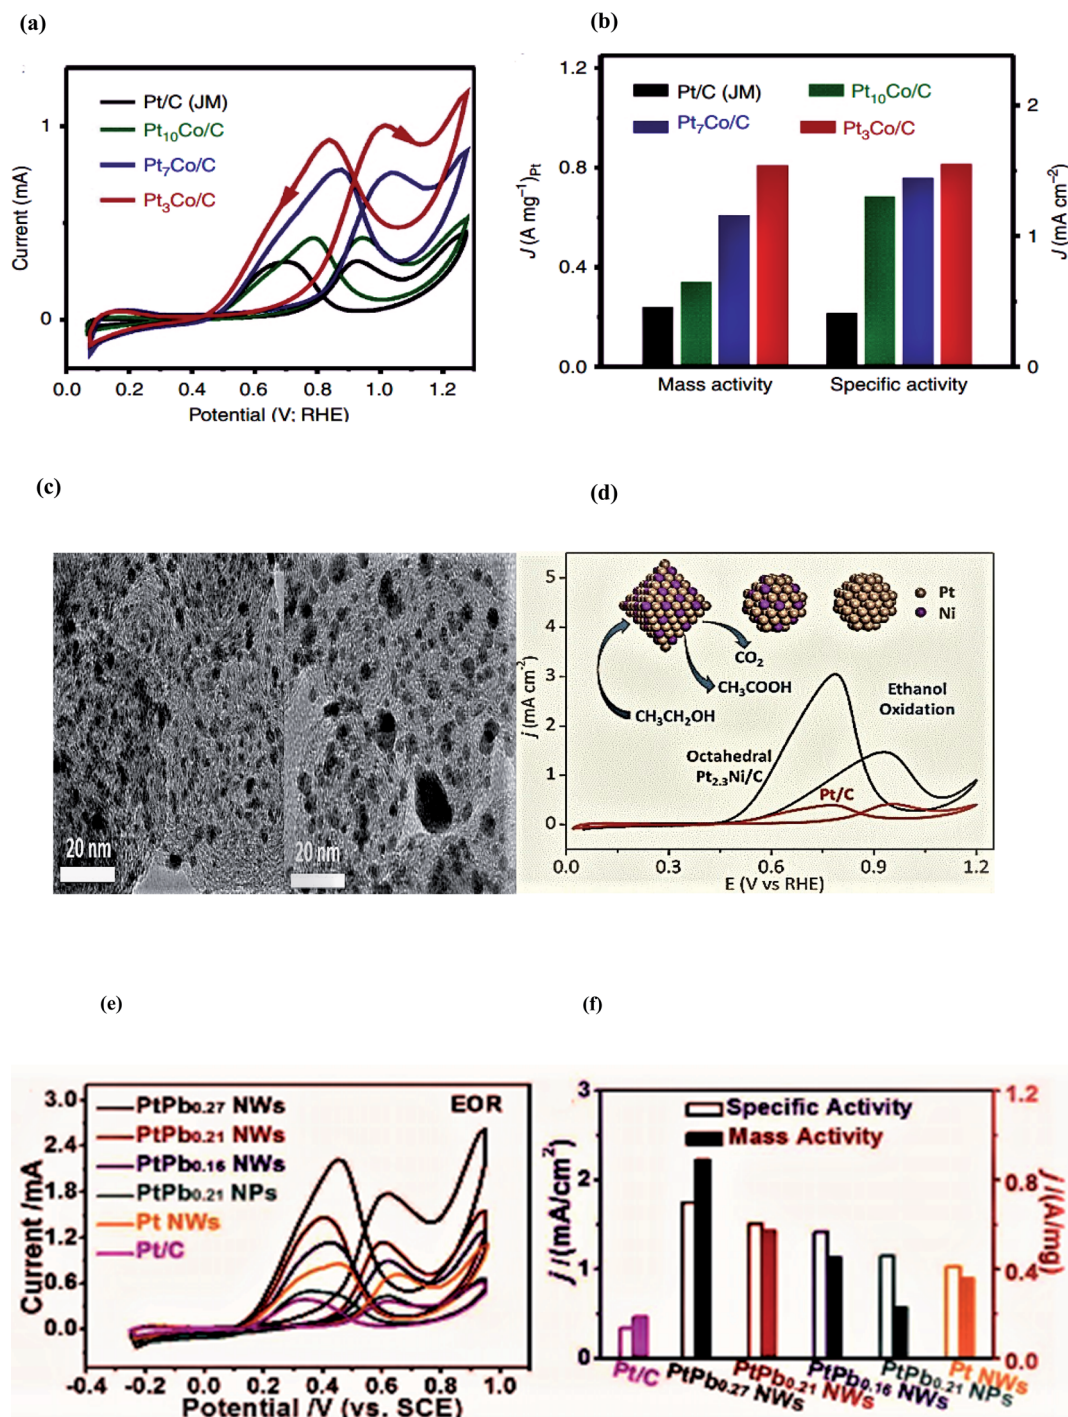 (a)
Pt/C (JM)
Pt₁₀Co/C
Pt₇Co/C
Pt₃Co/C
Current (mA)
1
0
0.0 0.2 0.4 0.6 0.8 1.0 1.2
Potential (V; RHE)
(b)
Pt/C (JM)
Pt₁₀Co/C
Pt₇Co/C
Pt₃Co/C
J (A mg⁻¹)Pt
1.2
0.8
0.4
0.0
2
1
0
J (mA cm⁻²)
Mass activity Specific activity
(c)
20 nm
20 nm
(d)
5
4
3
2
1
0
j (mA cm⁻²)
Pt
Ni
CO₂
CH₃COOH
CH₃CH₂OH
Ethanol
Oxidation
Octahedral
Pt₂.₃Ni/C
Pt/C
0.0 0.3 0.6 0.9 1.2
E (V vs RHE)
(e)
3.0
2.4
1.8
1.2
0.6
0.0
Current /mA
PtPb₀.₂₇ NWs
PtPb₀.₂₁ NWs
PtPb₀.₁₆ NWs
PtPb₀.₂₁ NPs
Pt NWs
Pt/C
EOR
-0.4 -0.2 0.0 0.2 0.4 0.6 0.8 1.0
Potential /V (vs. SCE)
(f)
3
2
1
0
j /(mA/cm²)
Specific Activity
Mass Activity
1.2
0.8
0.4
0.0
j /(A/mg)
Pt/C
PtPb₀.₂₇ NWs
PtPb₀.₂₁ NWs
PtPb₀.₁₆ NWs
PtPb₀.₂₁ NPs
Pt NWs